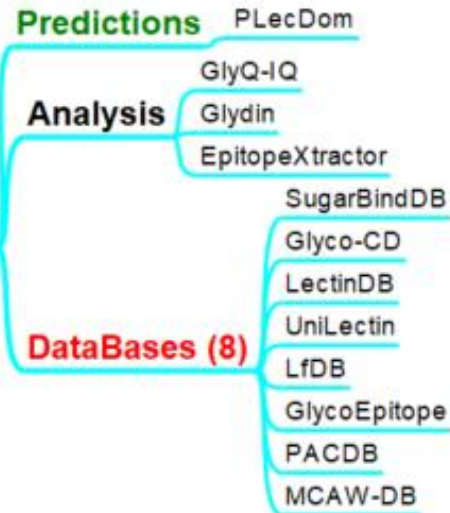 Predictions
PLecDom
Analysis
GlyQ-IQ
Glydin
EpitopeXtractor
DataBases (8)
SugarBindDB
Glyco-CD
LectinDB
UniLectin
LfDB
GlycoEpitope
PACDB
MCAW-DB